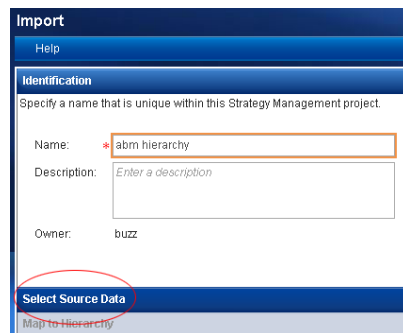 Import
Help
Identification
Specify a name that is unique within this Strategy Management project.
Name: * abm hierarchy
Description: Enter a description
Owner: buzz
Select Source Data
Map to Hierarchy